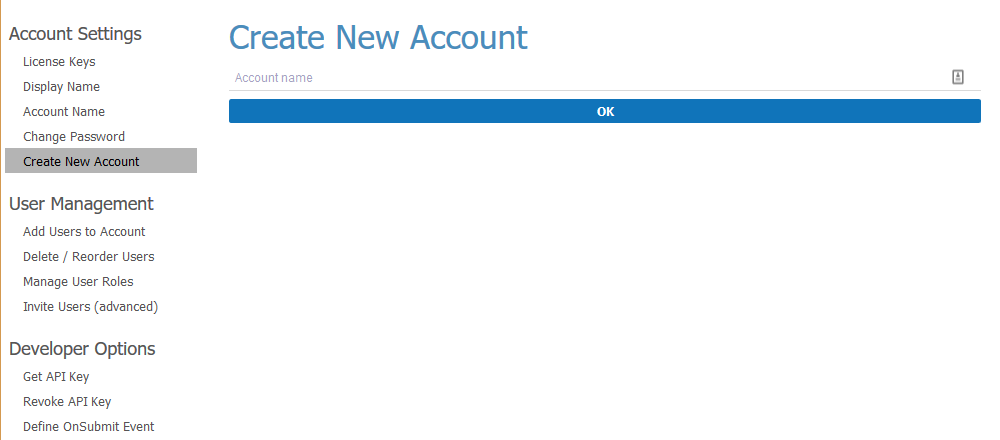 Account Settings
License Keys
Display Name
Account Name
Change Password
Create New Account
User Management
Add Users to Account
Delete / Reorder Users
Manage User Roles
Invite Users (advanced)
Developer Options
Get API Key
Revoke API Key
Define OnSubmit Event
Create New Account
Account name
OK